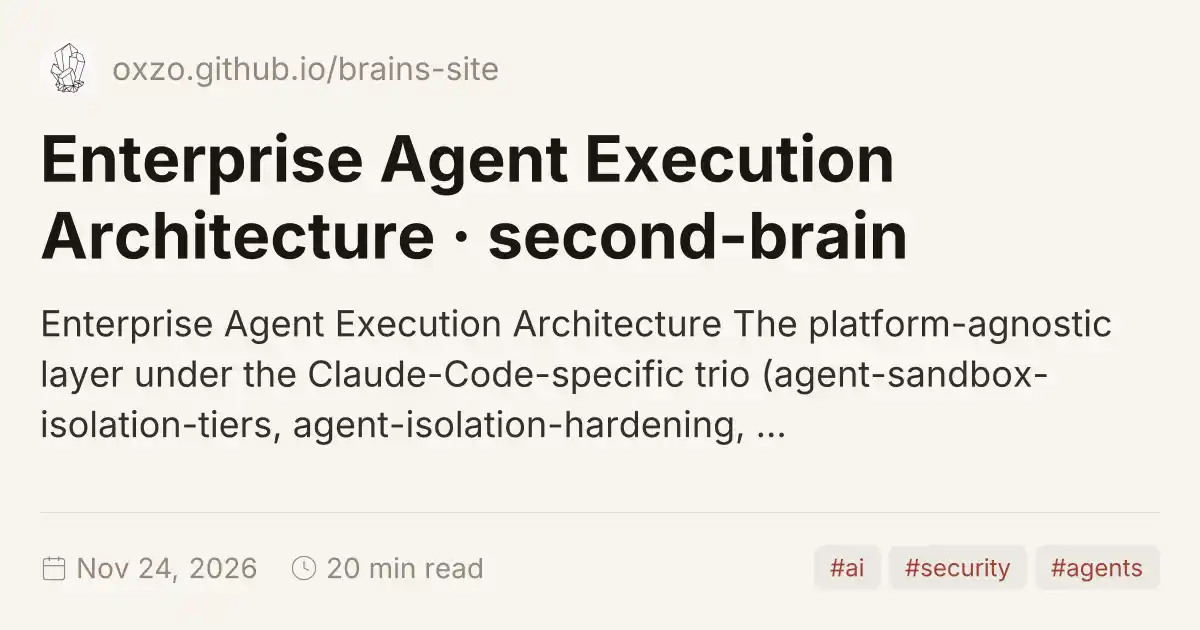 oxzo.github.io/brains-site
Enterprise Agent Execution
Architecture · second-brain
Enterprise Agent Execution Architecture The platform-agnostic
layer under the Claude-Code-specific trio (agent-sandbox-
isolation-tiers, agent-isolation-hardening, ...
Nov 24, 2026 20 min read #ai #security #agents